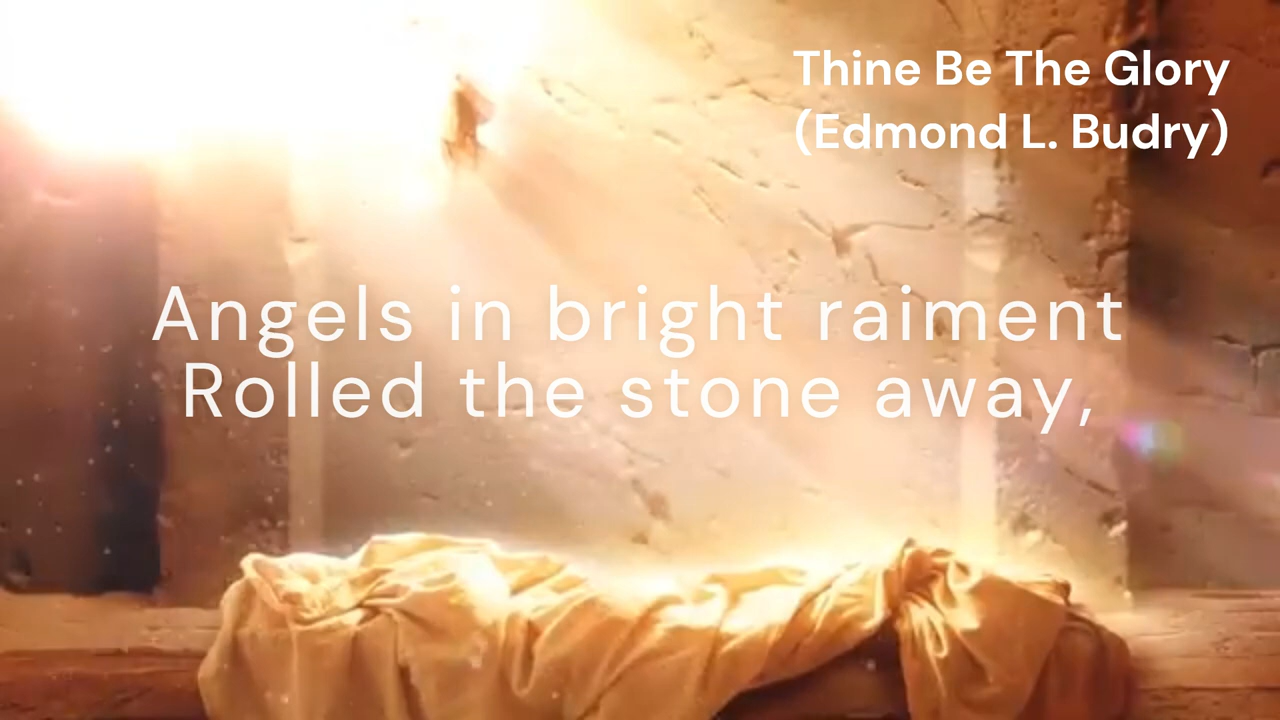 Thine Be The Glory
(Edmond L. Budry)
Angels in bright raiment
Rolled the stone away,